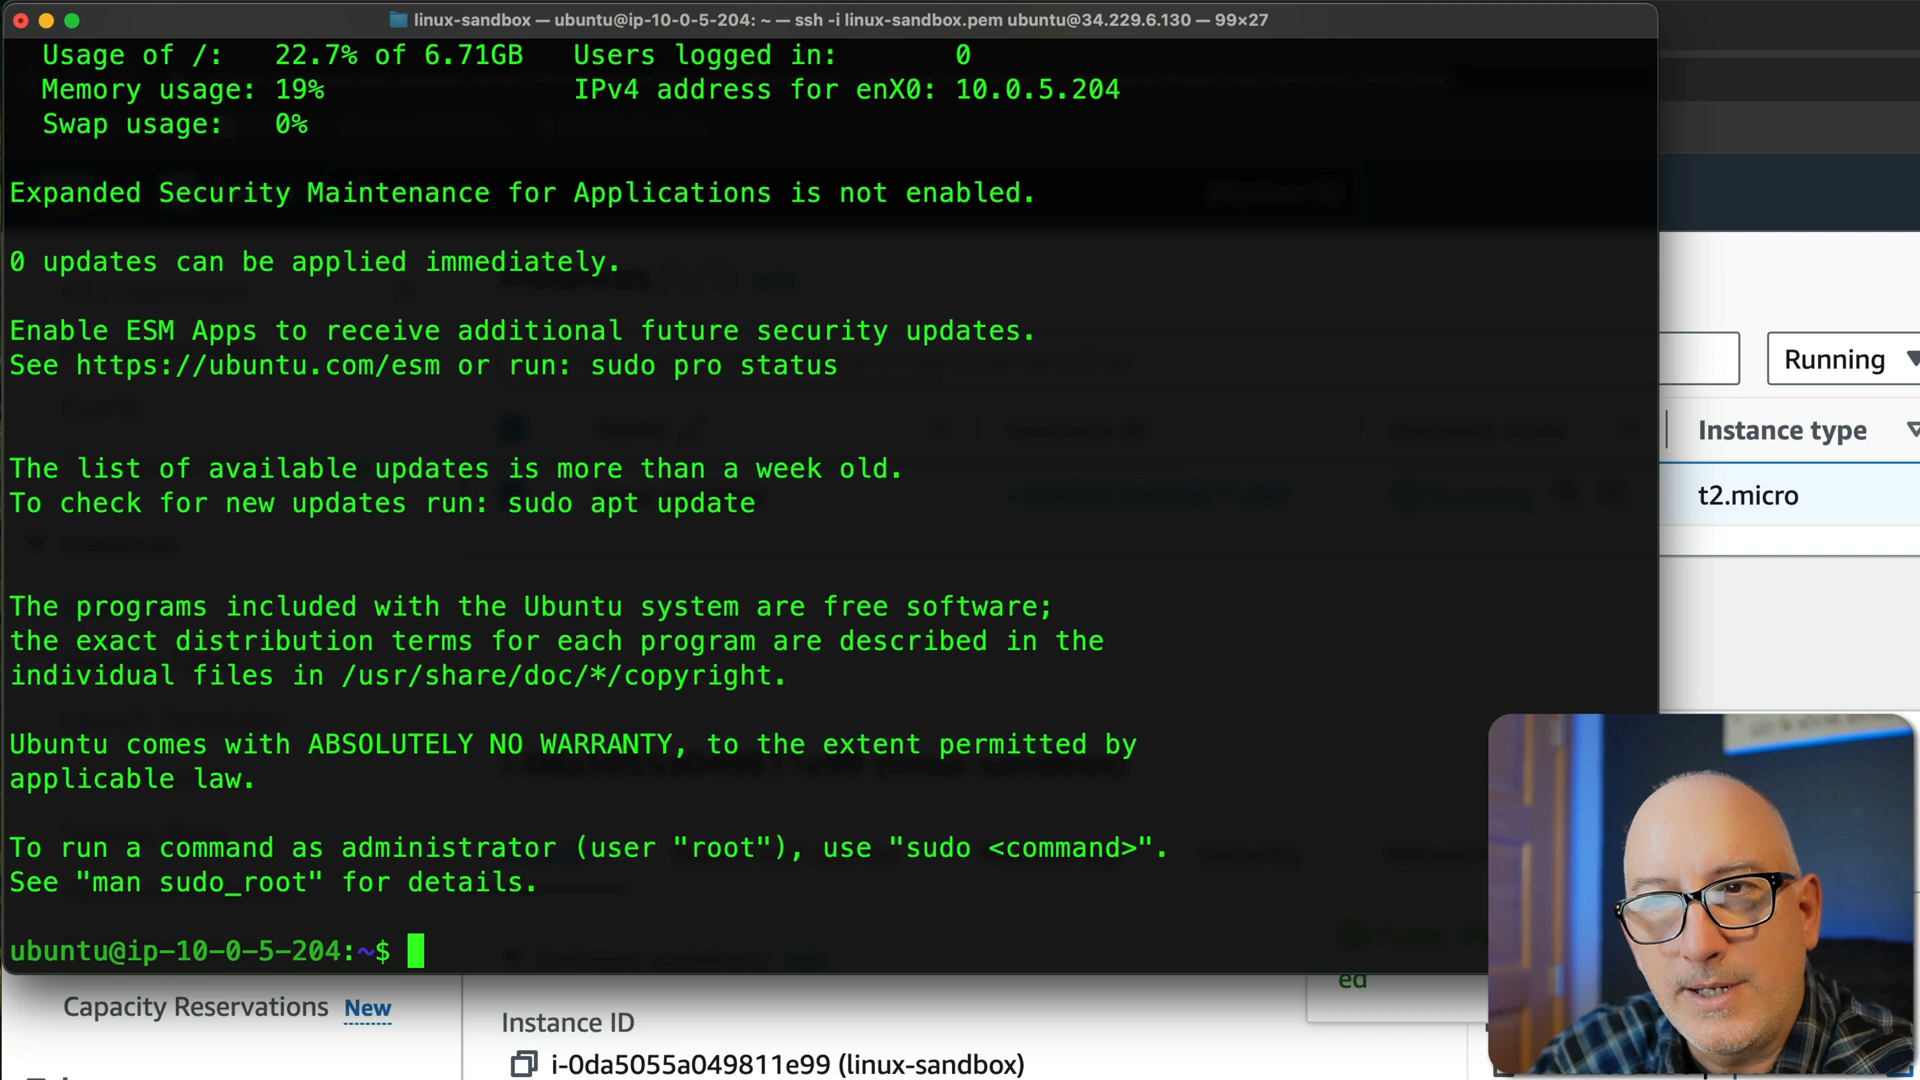 linux-sandbox — ubuntu@ip-10-0-5-204: ~ — ssh -i linux-sandbox.pem ubuntu@34.229.6.130 — 99×27
Usage of /: 22.7% of 6.71GB Users logged in: 0
Memory usage: 19% IPv4 address for enX0: 10.0.5.204
Swap usage: 0%
Expanded Security Maintenance for Applications is not enabled.
0 updates can be applied immediately.
Enable ESM Apps to receive additional future security updates.
See https://ubuntu.com/esm or run: sudo pro status
The list of available updates is more than a week old.
To check for new updates run: sudo apt update
The programs included with the Ubuntu system are free software;
the exact distribution terms for each program are described in the
individual files in /usr/share/doc/*/copyright.
Ubuntu comes with ABSOLUTELY NO WARRANTY, to the extent permitted by
applicable law.
To run a command as administrator (user "root"), use "sudo <command>".
See "man sudo_root" for details.
ubuntu@ip-10-0-5-204:~$
Running
Instance type
t2.micro
Capacity Reservations New
ed
Instance ID
i-0da5055a049811e99 (linux-sandbox)